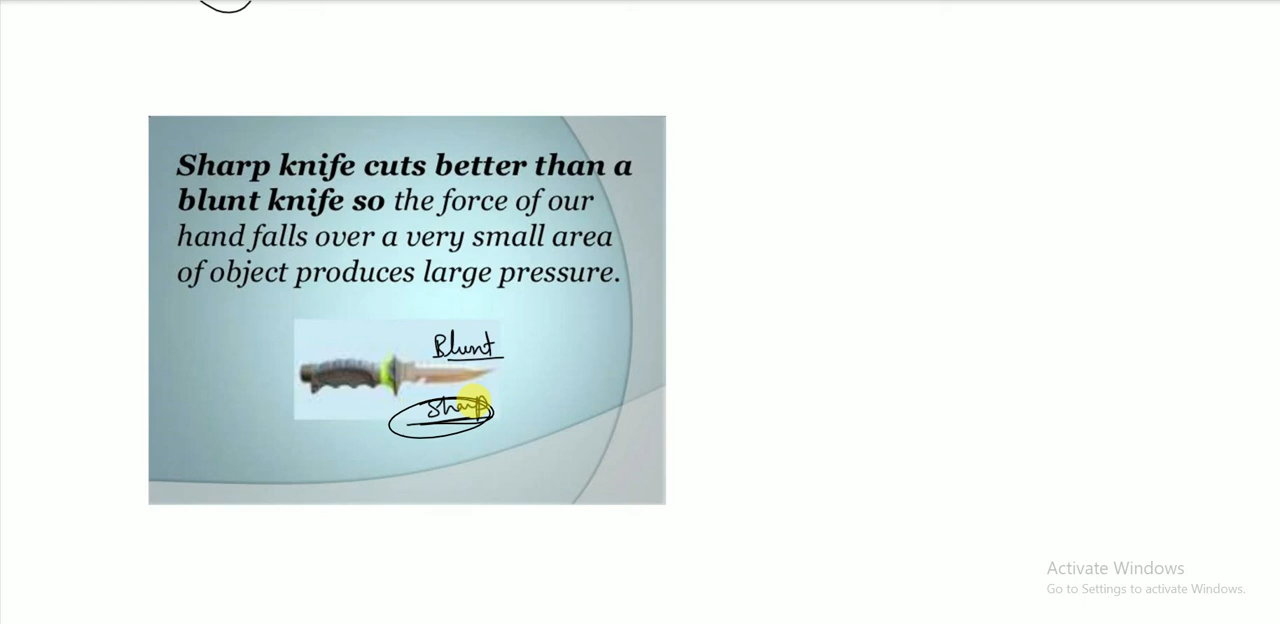 Sharp knife cuts better than a
blunt knife so the force of our
hand falls over a very small area
of object produces large pressure.
Blunt
Sharp
Activate Windows
Go to Settings to activate Windows.